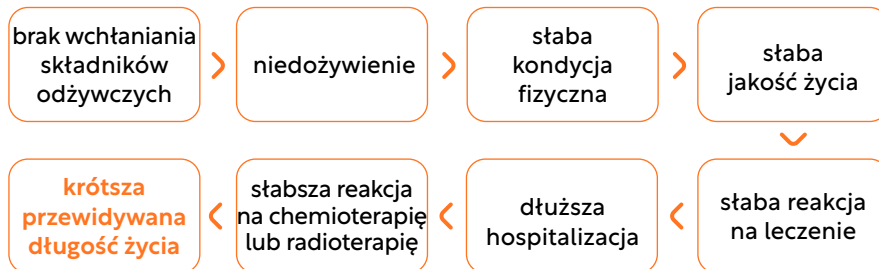 brak wchłaniania
składników
odżywczych
niedożywienie
słaba
kondycja
fizyczna
słaba
jakość życia
słaba reakcja
na leczenie
dłuższa
hospitalizacja
słabsza reakcja
na chemioterapię
lub radioterapię
krótsza
przewidywana
długość życia